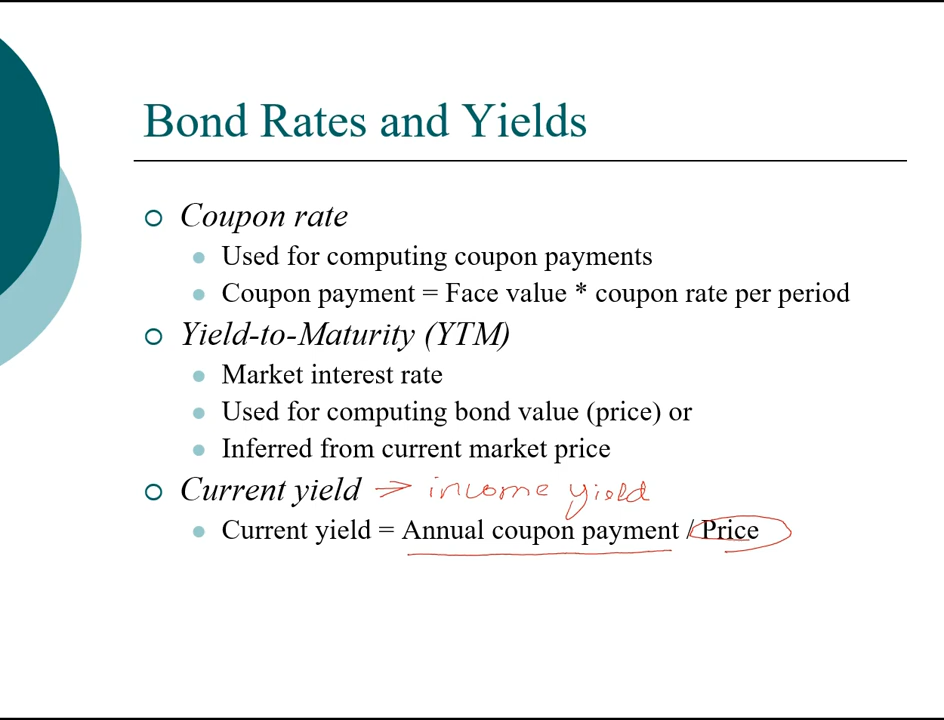 Bond Rates and Yields
Coupon rate
Used for computing coupon payments
Coupon payment = Face value * coupon rate per period
Yield-to-Maturity (YTM)
Market interest rate
Used for computing bond value (price) or
Inferred from current market price
Current yield → income yield
Current yield = Annual coupon payment / Price